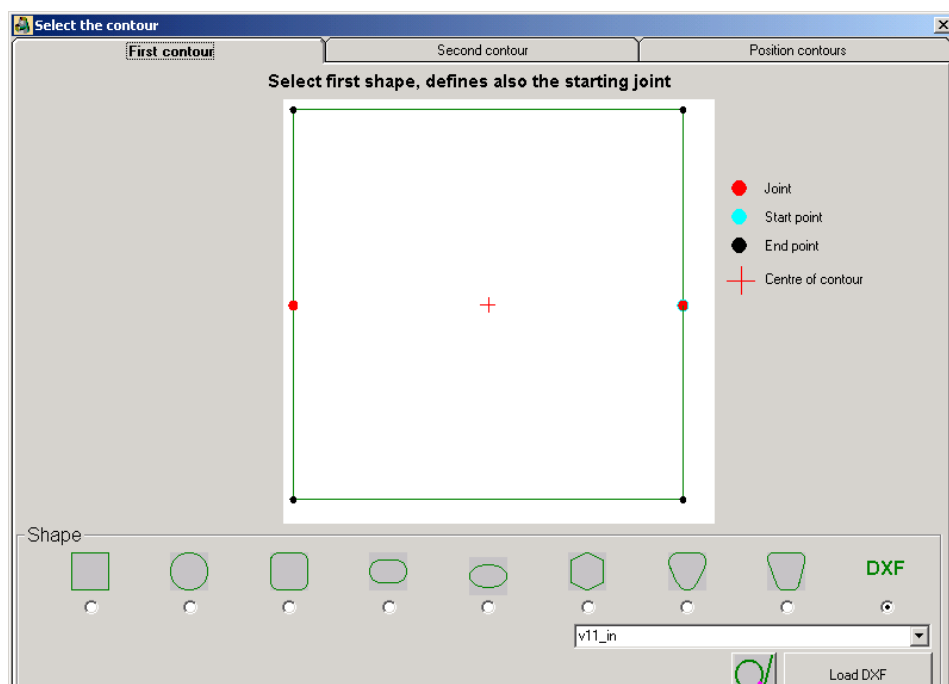 Select the contour
First contour
Second contour
Position contours
Select first shape, defines also the starting joint
Joint
Start point
End point
Centre of contour
Shape
DXF
v11_in
Load DXF